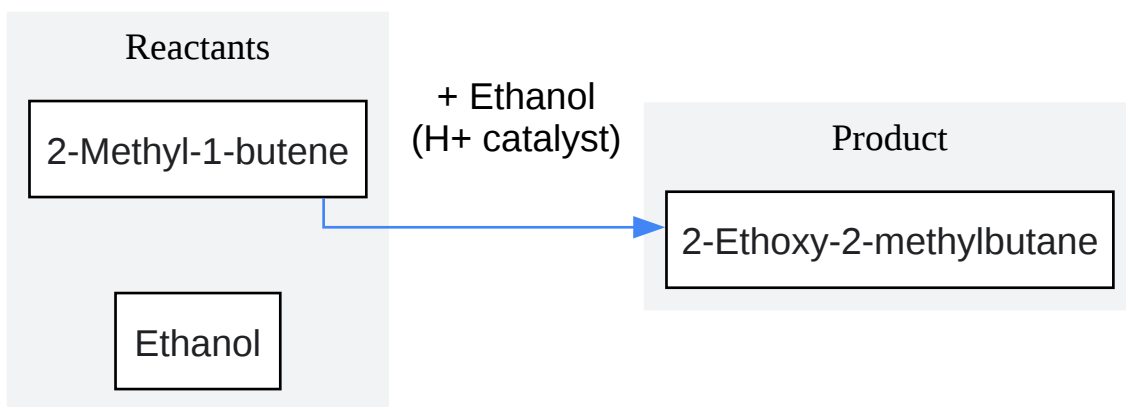 Reactants
2-Methyl-1-butene
Ethanol
+ Ethanol
(H+ catalyst)
Product
2-Ethoxy-2-methylbutane